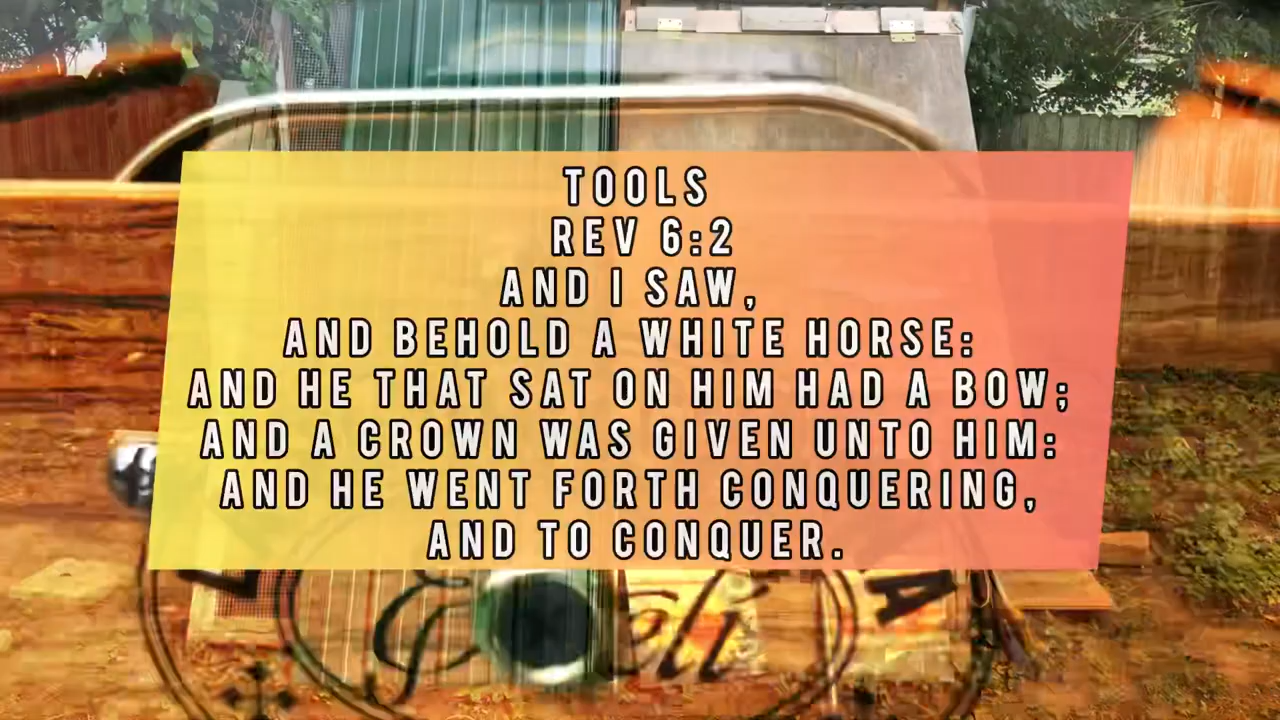 TOOLS
REV 6:2
AND I SAW,
AND BEHOLD A WHITE HORSE:
AND HE THAT SAT ON HIM HAD A BOW;
AND A CROWN WAS GIVEN UNTO HIM:
AND HE WENT FORTH CONQUERING,
AND TO CONQUER.